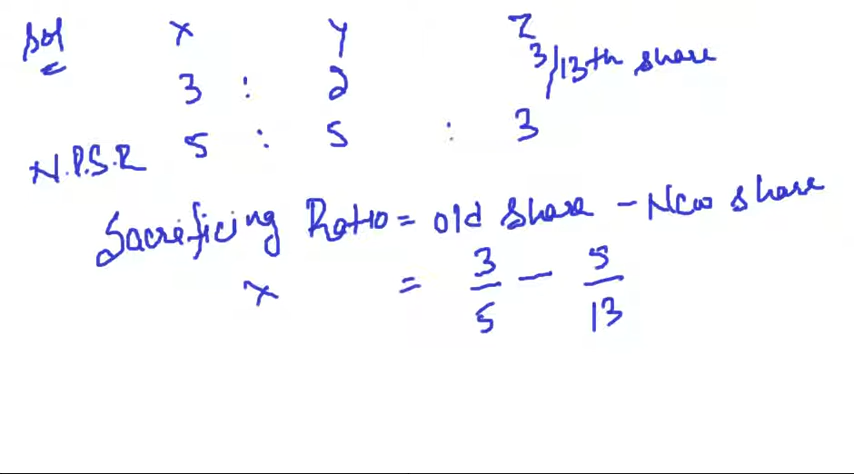 Sol X Y Z
3/13th share
3 : 2
N.P.S.R 5 : 5 : 3
Sacrificing Ratio = old share - New share
X = 3/5 - 5/13